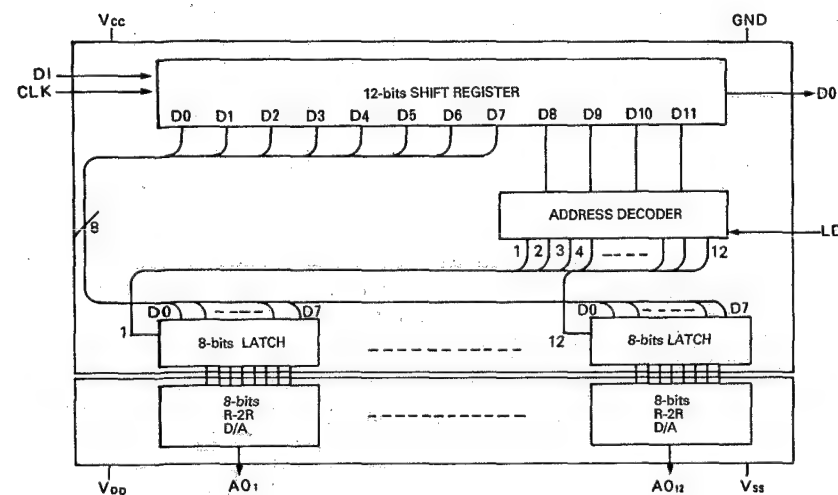 Vcc GND
DI
CLK
12-bits SHIFT REGISTER
DO
D0 D1 D2 D3 D4 D5 D6 D7 D8 D9 D10 D11
8
ADDRESS DECODER
LD
1 2 3 4 12
D0 D7 D0 D7
1 8-bits LATCH 12 8-bits LATCH
8-bits 8-bits
R-2R R-2R
D/A D/A
VDD AO1 AO12 VSS